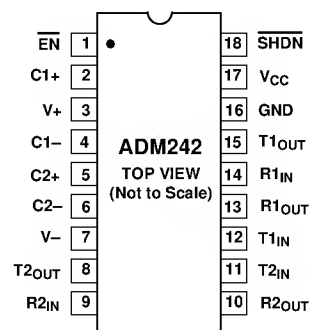 EN 1 18 SHDN
C1+ 2 17 VCC
V+ 3 16 GND
C1– 4 15 T1OUT
ADM242
C2+ 5 TOP VIEW 14 R1IN
(Not to Scale)
C2– 6 13 R1OUT
V– 7 12 T1IN
T2OUT 8 11 T2IN
R2IN 9 10 R2OUT